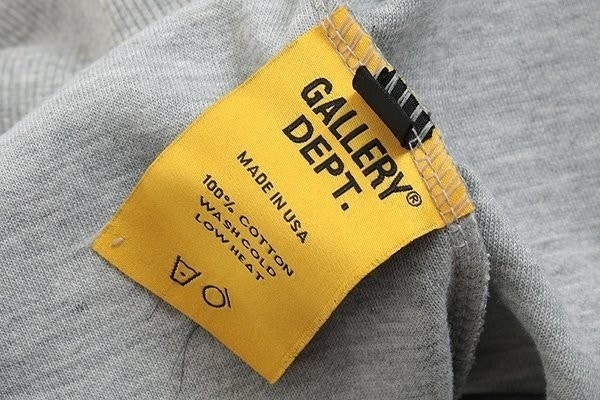 GALLERY®
DEPT.
MADE IN USA
100% COTTON
WASH COLD
LOW HEAT